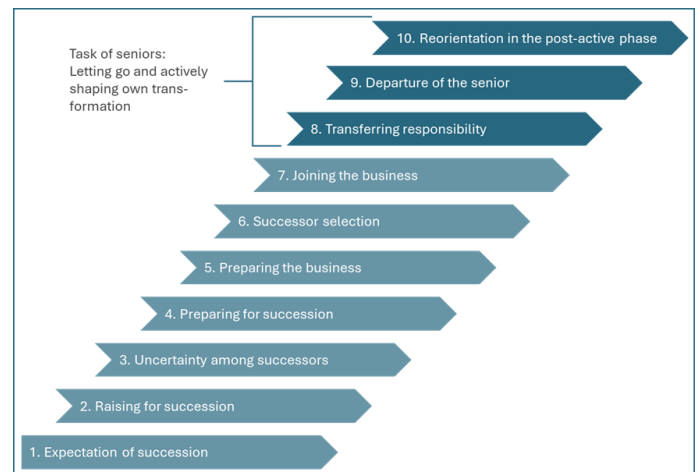 Task of seniors:
Letting go and actively
shaping own trans-
formation
10. Reorientation in the post-active phase
9. Departure of the senior
8. Transferring responsibility
7. Joining the business
6. Successor selection
5. Preparing the business
4. Preparing for succession
3. Uncertainty among successors
2. Raising for succession
1. Expectation of succession